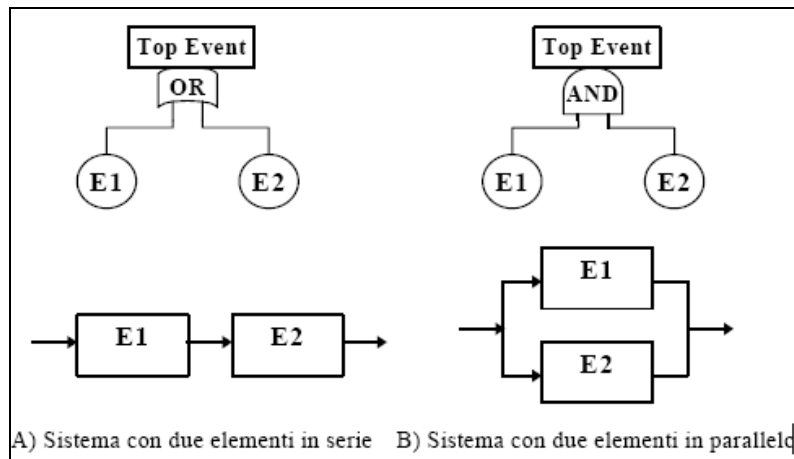 Top Event
OR
E1
E2
E1
E2
A) Sistema con due elementi in serie
Top Event
AND
E1
E2
E1
E2
B) Sistema con due elementi in parallelo